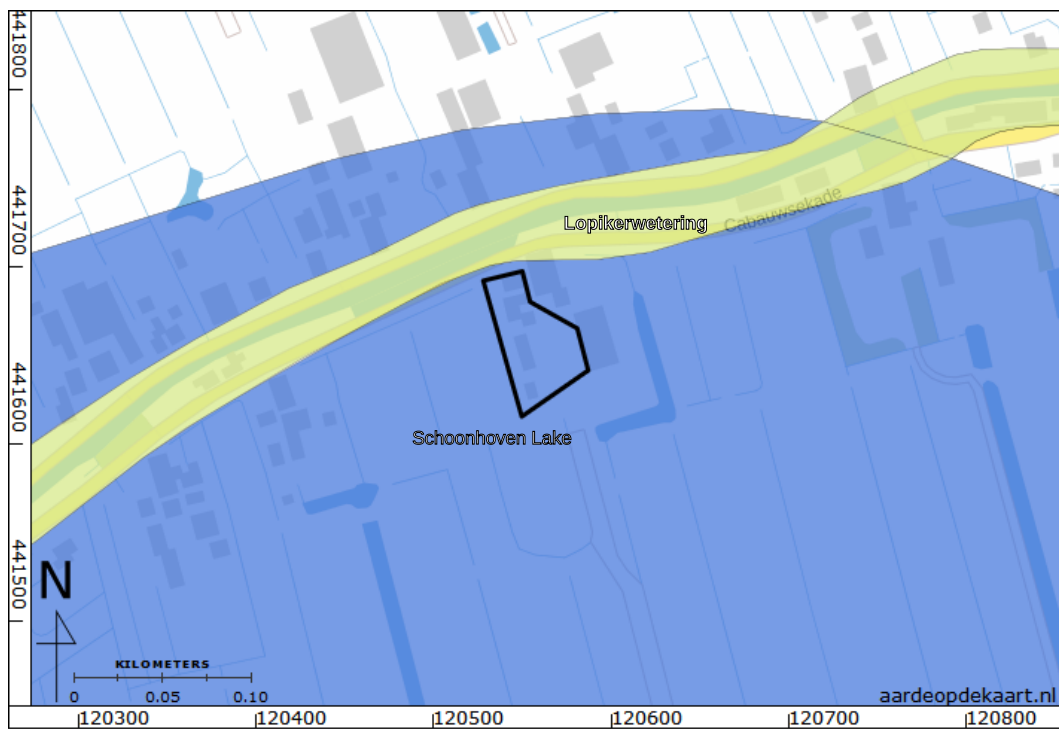 441800
441700
Lopikerwetering
Cabauwsekade
441600
Schoonhoven Lake
441500
N
KILOMETERS
0 0.05 0.10
aardeopdekaart.nl
120300 120400 120500 120600 120700 120800